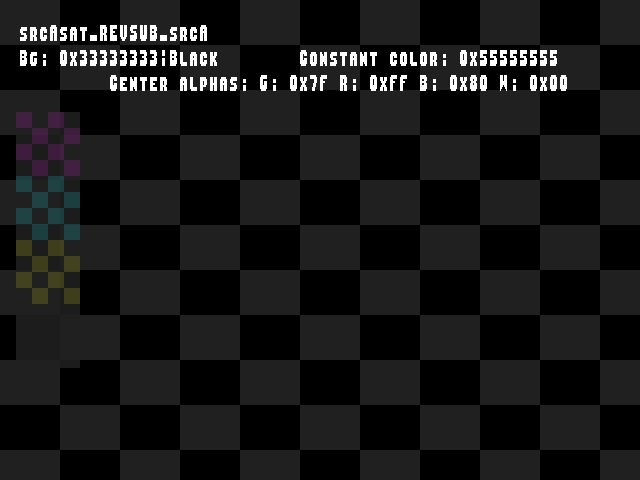 srcAsat_REVSUB_srcA
Bg: 0x33333333;Black Constant color: 0x55555555
Center alphas: G: 0x7f R: 0xff B: 0x80 W: 0x00